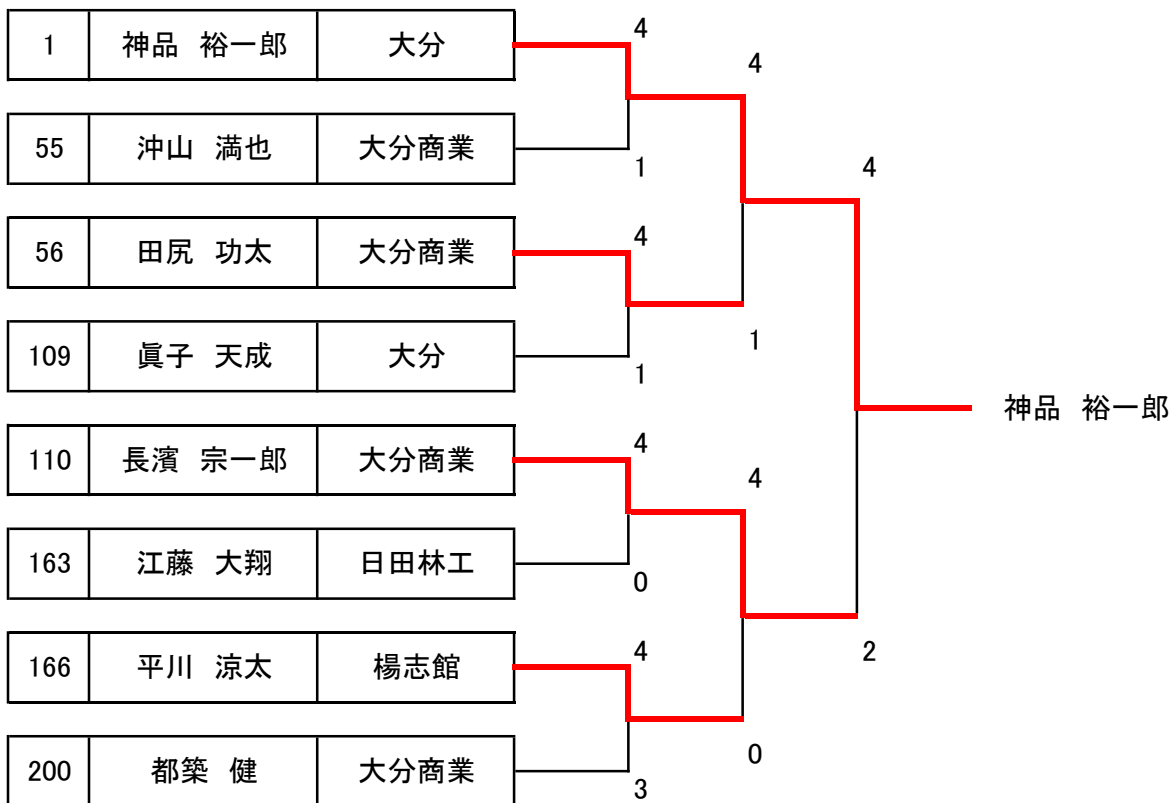 1 神品 裕一郎 大分
4
4
55 沖山 満也 大分商業
1
4
56 田尻 功太 大分商業
4
1
109 眞子 天成 大分
1
神品 裕一郎
110 長濱 宗一郎 大分商業
4
4
163 江藤 大翔 日田林工
0
166 平川 涼太 楊志館
4
2
0
200 都築 健 大分商業
3